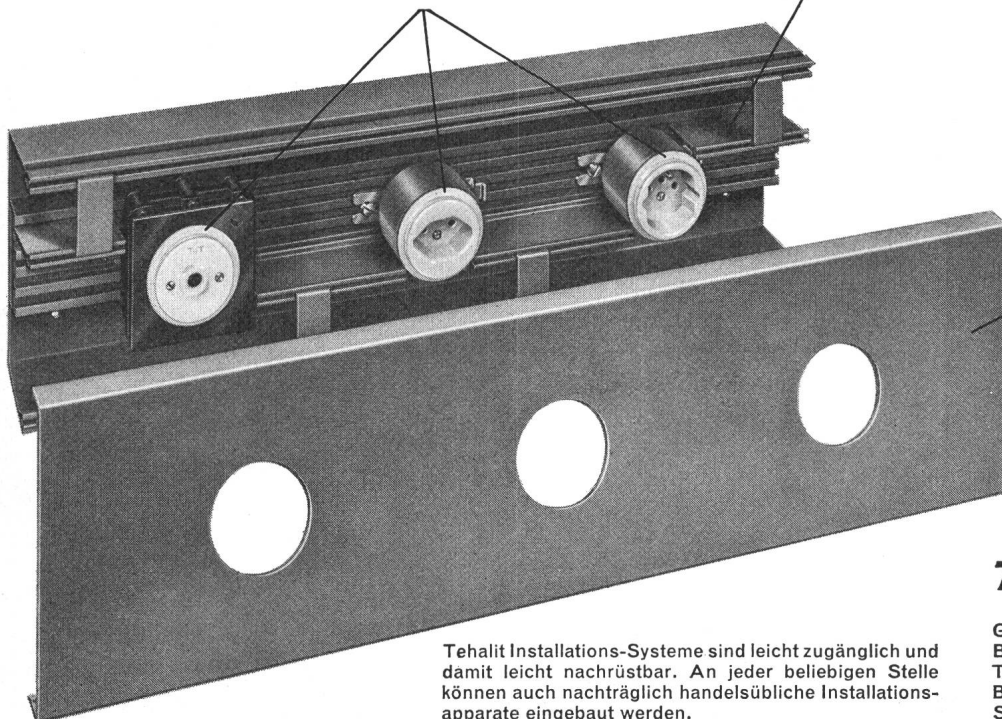 Tehalit Installations-Systeme sind leicht zugänglich und
damit leicht nachrüstbar. An jeder beliebigen Stelle
können auch nachträglich handelsübliche Installations-
apparate eingebaut werden.